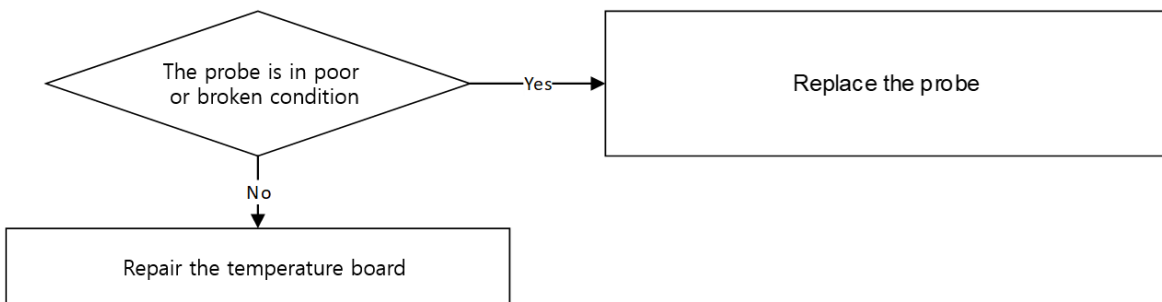 The probe is in poor
or broken condition
Yes
Replace the probe
No
Repair the temperature board